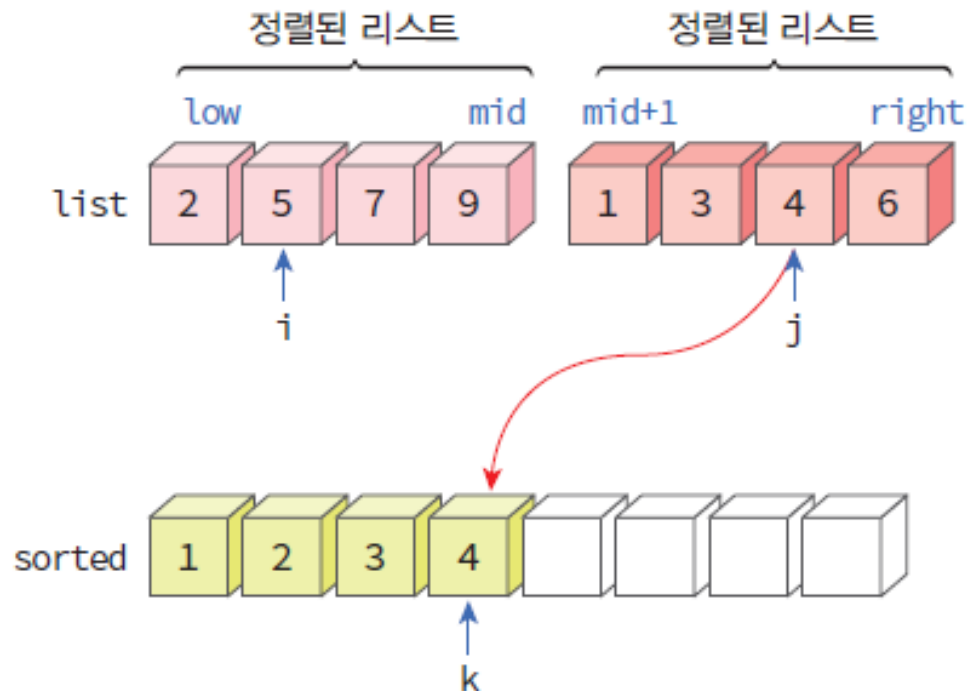 정렬된 리스트 정렬된 리스트
low mid mid+1 right
list 2 5 7 9 1 3 4 6
i j
sorted 1 2 3 4
k